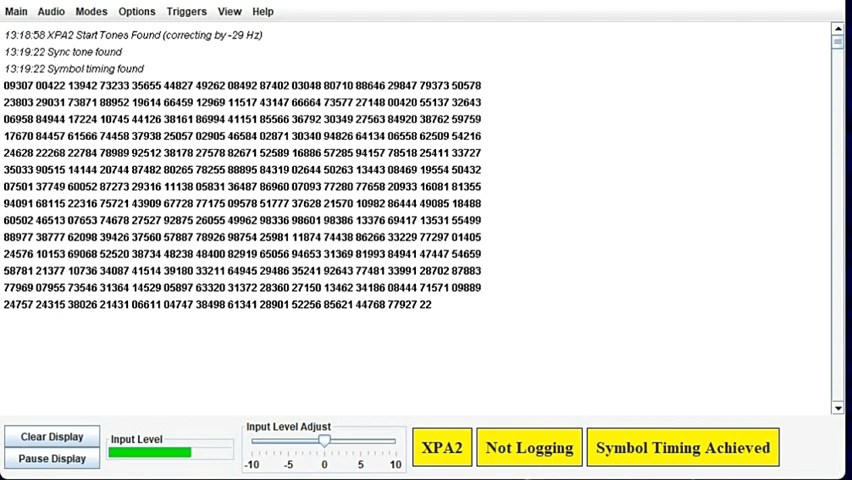 Main Audio Modes Options Triggers View Help
13:18:58 XPA2 Start Tones Found (correcting by -29 Hz)
13:19:22 Sync tone found
13:19:22 Symbol timing found
09307 00422 13942 73233 35655 44827 49262 08492 87402 03048 80710 88646 29847 79373 50578
23803 29031 73871 88952 19614 66459 12969 11517 43147 66664 73577 27148 00420 55137 32643
06958 84944 17224 10745 44126 38161 86994 41151 85566 36792 30349 27563 84920 38762 59759
17670 84457 61566 74458 37938 25057 02905 46584 02871 30340 94826 64134 06558 62509 54216
24628 22268 22784 78989 92512 38178 27578 82671 52589 16886 57285 94157 78518 25411 33727
35033 90515 14144 20744 87482 80265 78255 88895 84319 02644 50263 13443 08469 19554 50432
07501 37749 60052 87273 29316 11138 05831 36487 86960 07093 77280 77658 20933 16081 81355
94091 68115 22316 75721 43909 67728 77175 09578 51777 37628 21570 10982 86444 49085 18488
60502 46513 07653 74678 27527 92875 26055 49962 98336 98601 98386 13376 69417 13531 55499
88977 38777 62098 39426 37560 57887 78926 98754 25981 11874 74438 86266 33229 77297 01405
24576 10153 69068 52520 38734 48238 48400 82919 65056 94653 31369 81993 84941 47447 54659
58781 21377 10736 34087 41514 39180 33211 64945 29486 35241 92643 77481 33991 28702 87883
77969 07955 73546 31364 14529 05897 63320 31372 28360 27150 13462 34186 08444 71571 09889
24757 24315 38026 21431 06611 04747 38498 61341 28901 52256 85621 44768 77927 22
Clear Display
Pause Display
Input Level
Input Level Adjust
-10 -5 0 5 10
XPA2
Not Logging
Symbol Timing Achieved